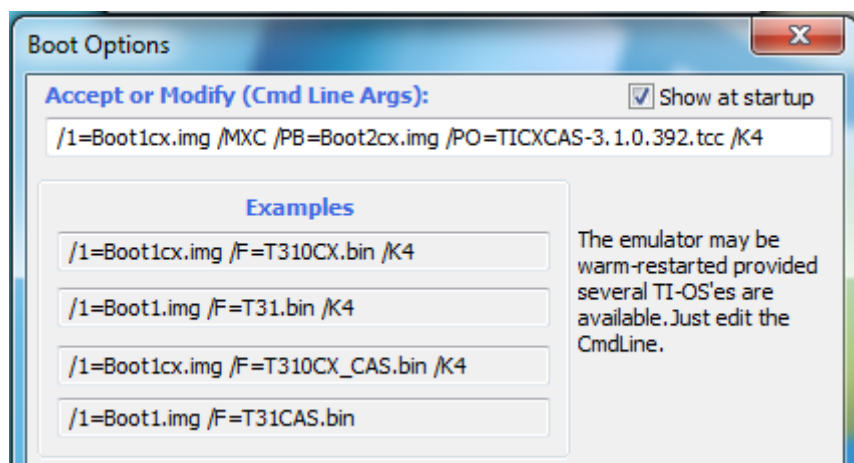 Boot Options
Accept or Modify (Cmd Line Args):
Show at startup
/1=Boot1cx.img /MXC /PB=Boot2cx.img /PO=TICXCAS-3.1.0.392.tcc /K4
Examples
/1=Boot1cx.img /F=T310CX.bin /K4
/1=Boot1.img /F=T31.bin /K4
/1=Boot1cx.img /F=T310CX_CAS.bin /K4
/1=Boot1.img /F=T31CAS.bin
The emulator may be
warm-restarted provided
several TI-OS'es are
available.Just edit the
CmdLine.